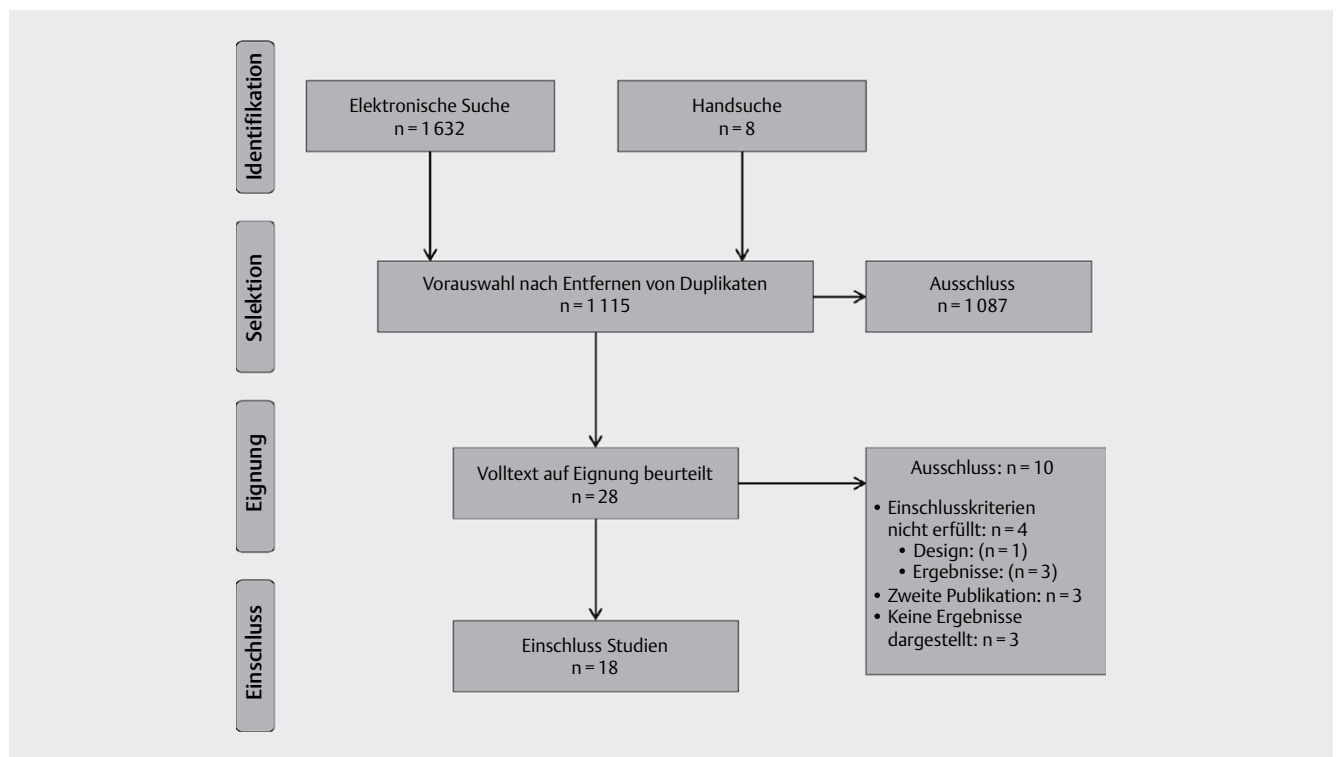 Identifikation
Elektronische Suche
n = 1 632
Handsuche
n = 8
Selektion
Vorauswahl nach Entfernen von Duplikaten
n = 1 115
Ausschluss
n = 1 087
Eignung
Volltext auf Eignung beurteilt
n = 28
Ausschluss: n = 10
• Einschlusskriterien
nicht erfüllt: n = 4
• Design: (n = 1)
• Ergebnisse: (n = 3)
• Zweite Publikation: n = 3
• Keine Ergebnisse
dargestellt: n = 3
Einschluss
Einschluss Studien
n = 18